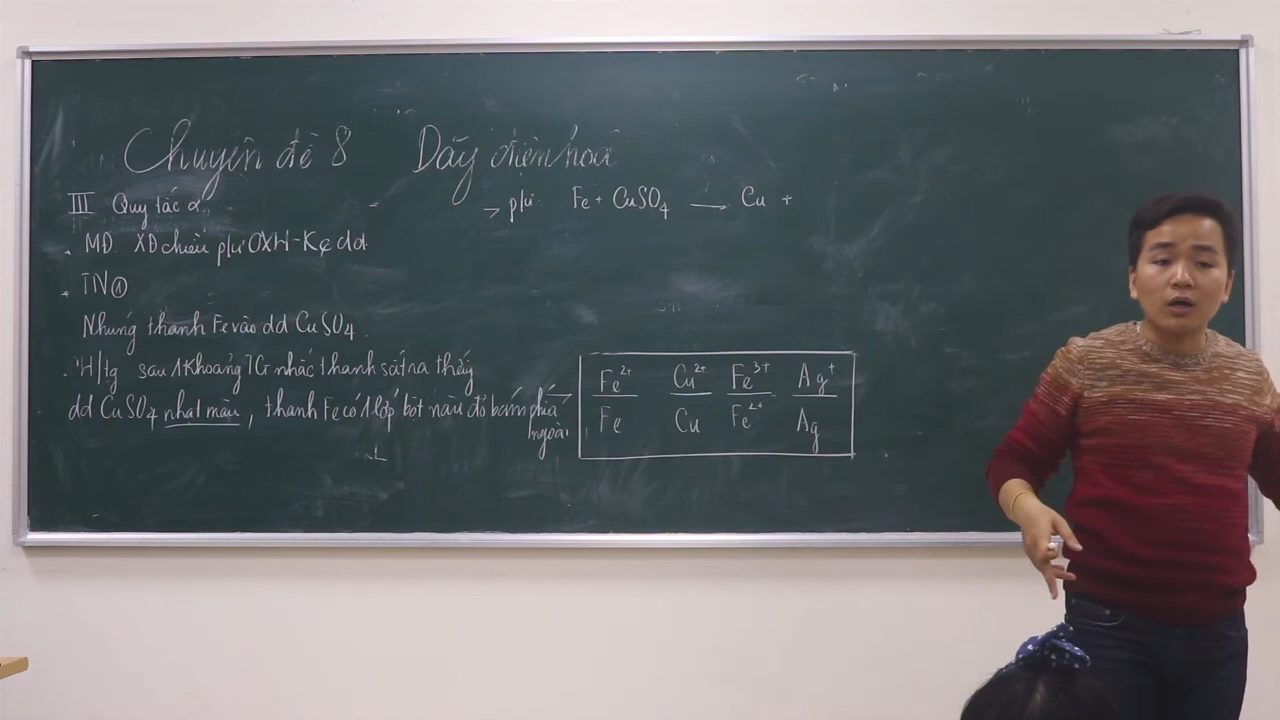 Chuyên đề 8 Dãy điện hoá
III Quy tắc α
→ pư Fe + CuSO₄ → Cu +
. MĐ XĐ chiều pư OXH-K
. TN①
Nhúng thanh Fe vào dd CuSO₄.
. H/tg sau 1 khoảng TG nhấc thanh sắt ra thấy
dd CuSO₄ nhạt màu, thanh Fe có 1 lớp bột nâu đỏ bám phía
ngoài
Fe²⁺ Cu²⁺ Fe³⁺ Ag⁺
Fe Cu Fe²⁺ Ag